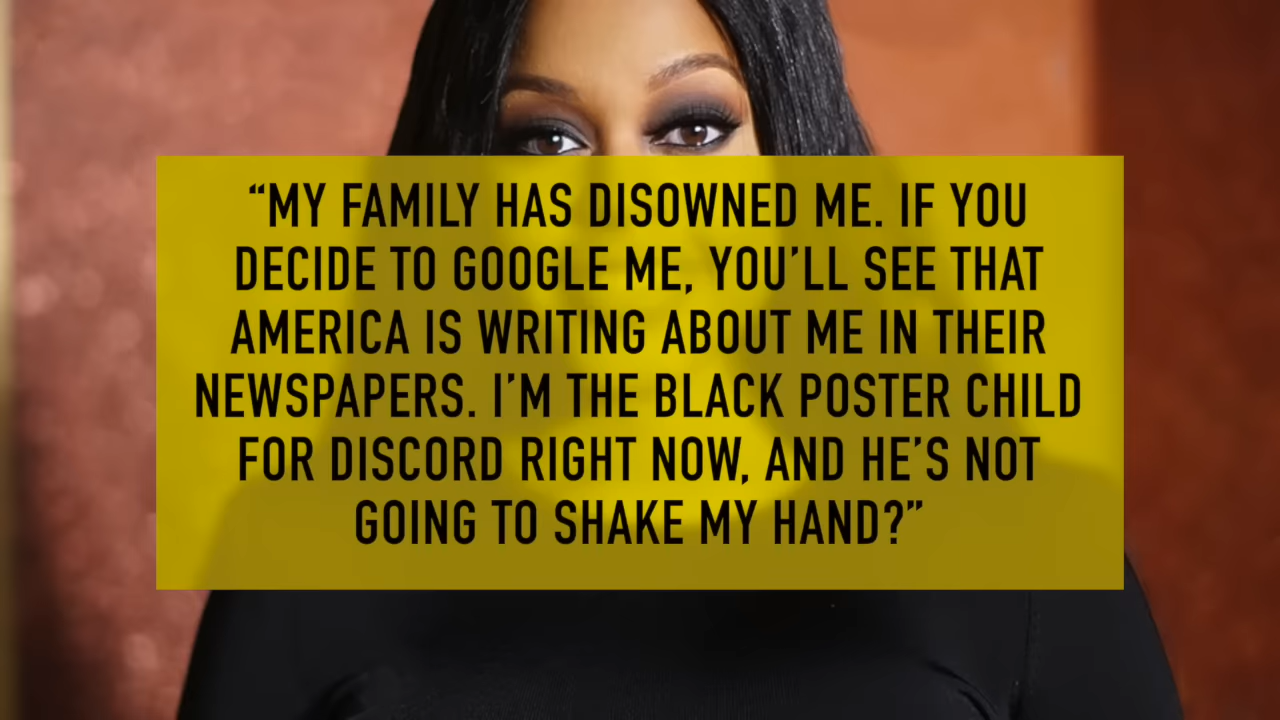 “MY FAMILY HAS DISOWNED ME. IF YOU
DECIDE TO GOOGLE ME, YOU’LL SEE THAT
AMERICA IS WRITING ABOUT ME IN THEIR
NEWSPAPERS. I’M THE BLACK POSTER CHILD
FOR DISCORD RIGHT NOW, AND HE’S NOT
GOING TO SHAKE MY HAND?”